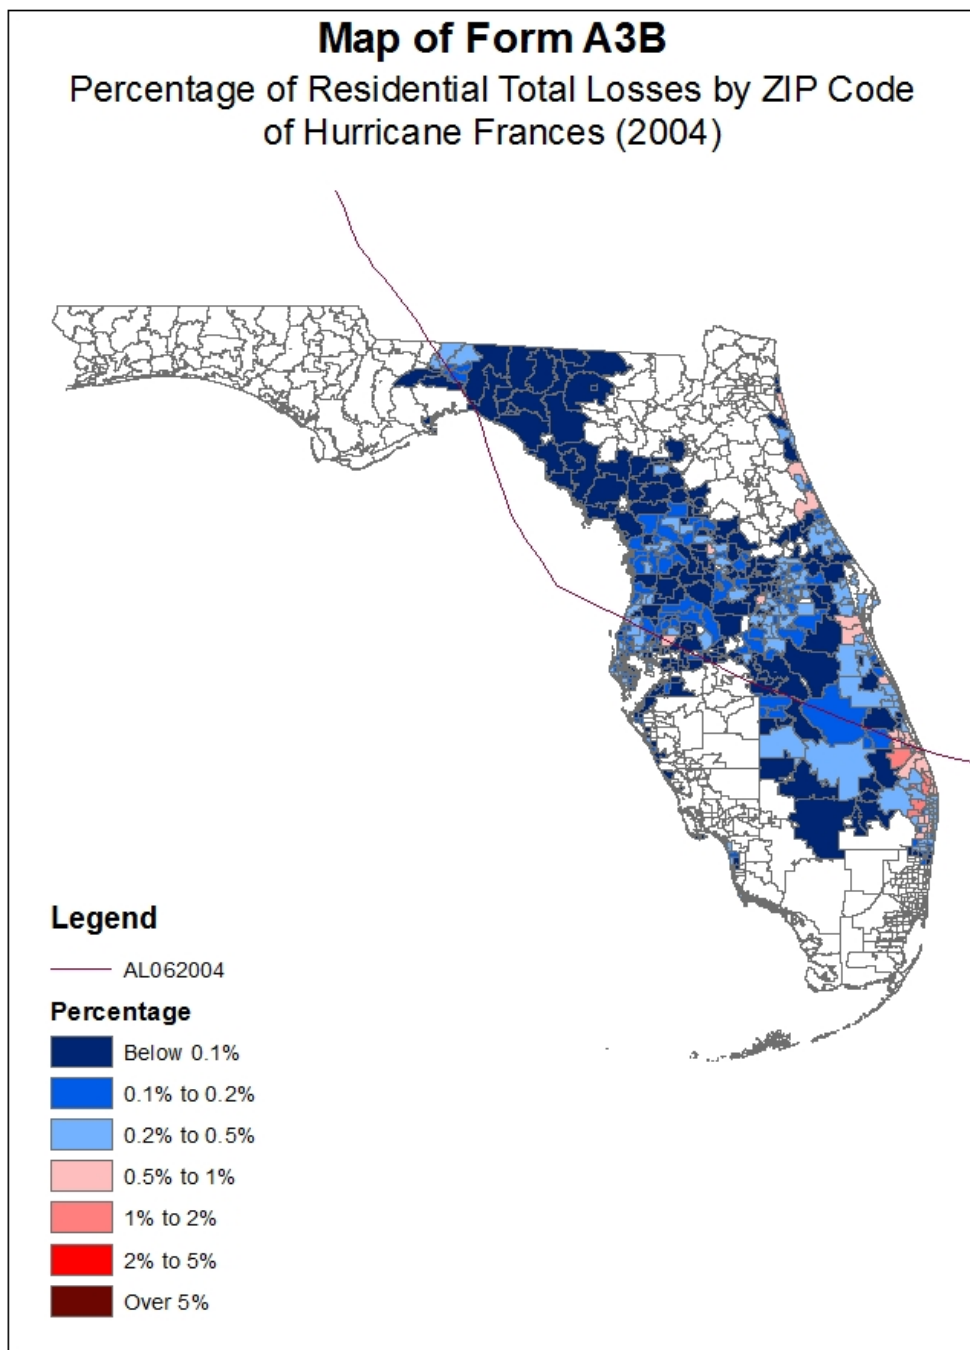 Map of Form A3B
Percentage of Residential Total Losses by ZIP Code
of Hurricane Frances (2004)
Legend
AL062004
Percentage
Below 0.1%
0.1% to 0.2%
0.2% to 0.5%
0.5% to 1%
1% to 2%
2% to 5%
Over 5%